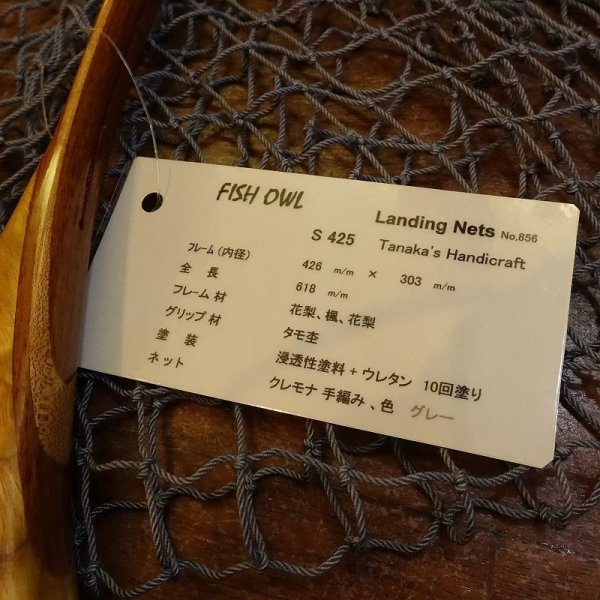 FISH OWL
Landing Nets No,856
S 425 Tanaka's Handicraft
フレーム(内径) 426 m/m × 303 m/m
全長 618 m/m
フレーム材 花梨、楓、花梨
グリップ材 タモ杢
塗装 浸透性塗料+ウレタン 10回塗り
ネット クレモナ 手編み、色 グレー